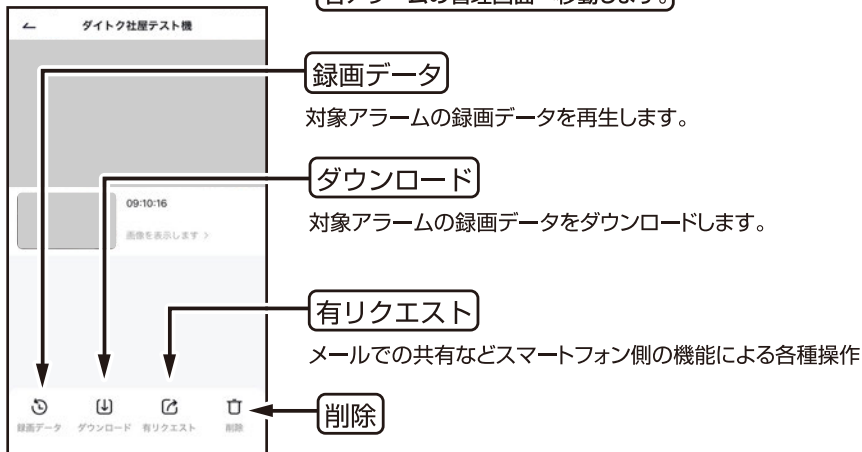 各アラームの管理画面へ移動します。
ダイトク社屋テスト機
録画データ
対象アラームの録画データを再生します。
ダウンロード
対象アラームの録画データをダウンロードします。
09:10:16
画像を表示します >
有リクエスト
メールでの共有などスマートフォン側の機能による各種操作
削除
録画データ ダウンロード 有リクエスト 削除